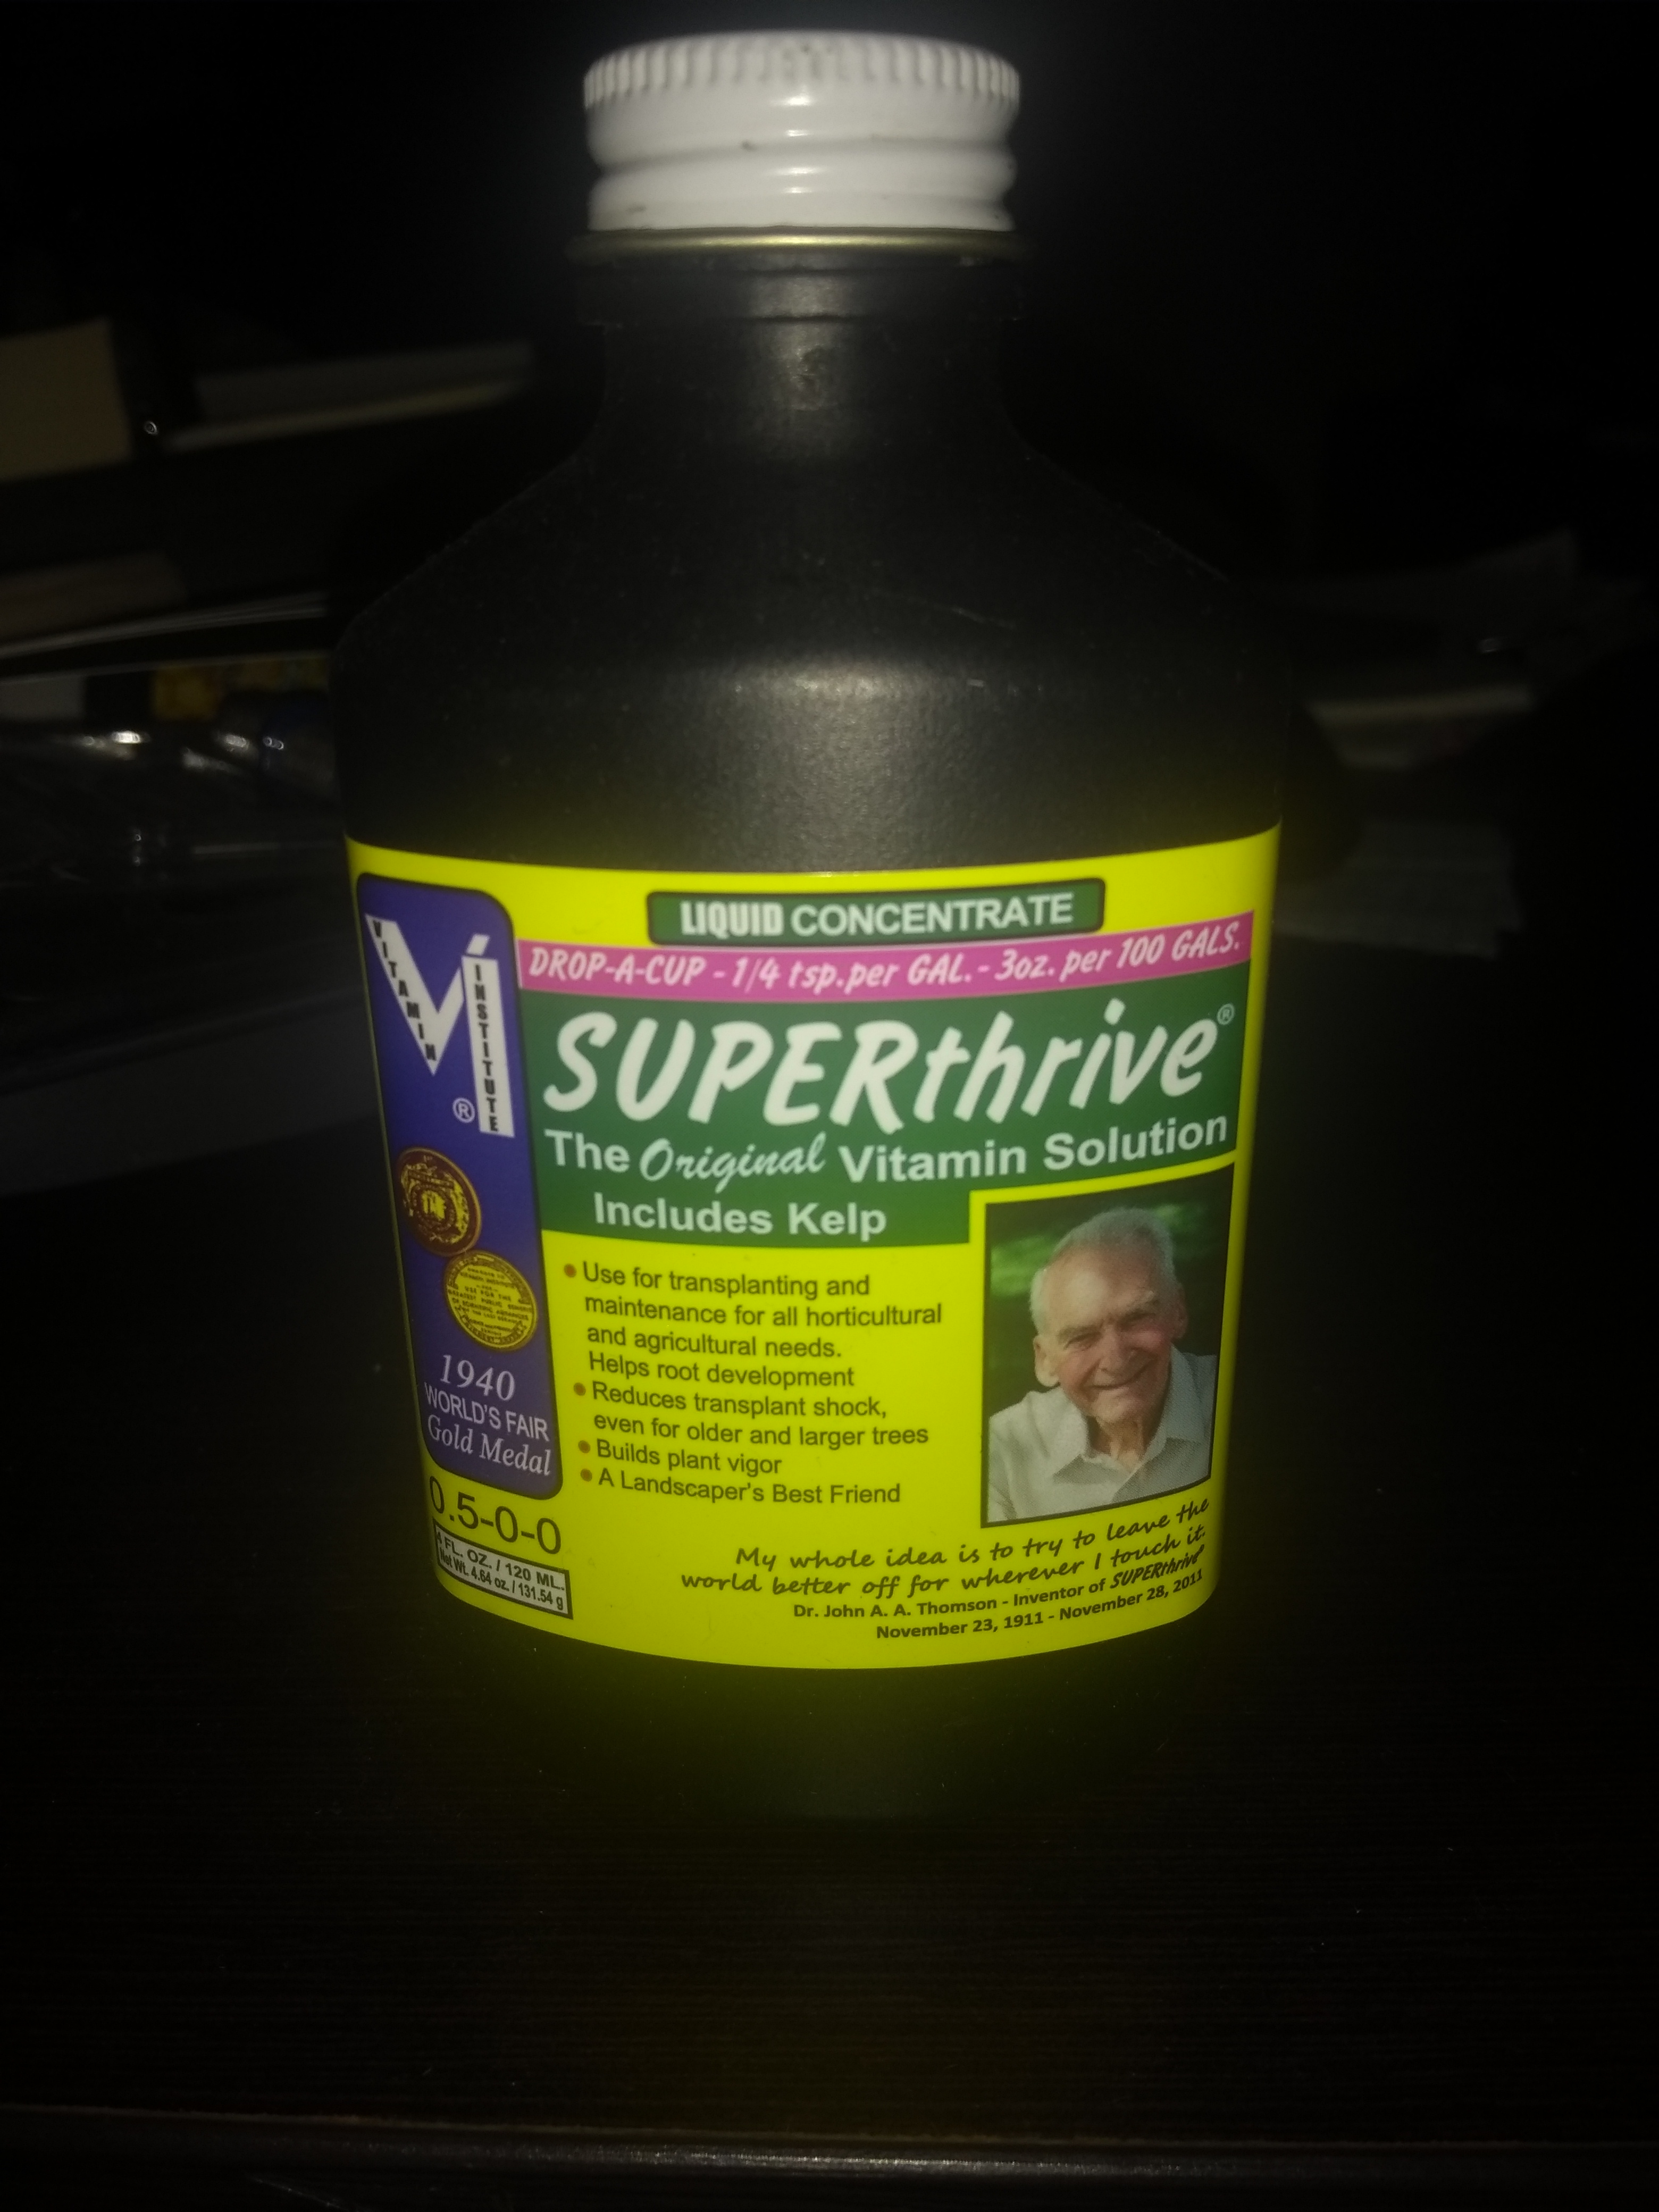 LIQUID CONCENTRATE
DROP-A-CUP - 1/4 tsp.per GAL. - 3oz. per 100 GALS.
VITAMIN
INSTITUTE
®
SUPERthrive®
The Original Vitamin Solution
Includes Kelp
1940
WORLD'S FAIR
Gold Medal
0.5-0-0
4 FL. OZ. / 120 ML.
Net Wt. 4.64 oz. / 131.54 g
• Use for transplanting and
maintenance for all horticultural
and agricultural needs.
Helps root development
• Reduces transplant shock,
even for older and larger trees
• Builds plant vigor
• A Landscaper's Best Friend
My whole idea is to try to leave the
world better off for wherever I touch it.
Dr. John A. A. Thomson - Inventor of SUPERthrive®
November 23, 1911 - November 28, 2011